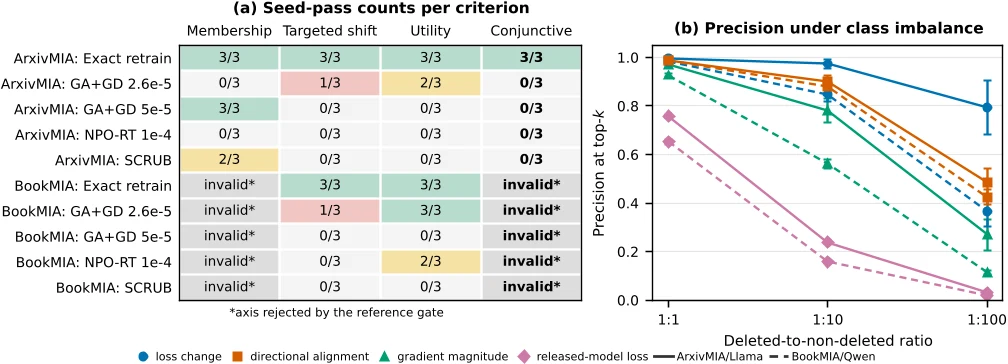 (a) Seed-pass counts per criterion
Membership Targeted shift Utility Conjunctive
ArxivMIA: Exact retrain 3/3 3/3 3/3 3/3
ArxivMIA: GA+GD 2.6e-5 0/3 1/3 2/3 0/3
ArxivMIA: GA+GD 5e-5 3/3 0/3 0/3 0/3
ArxivMIA: NPO-RT 1e-4 0/3 0/3 0/3 0/3
ArxivMIA: SCRUB 2/3 0/3 0/3 0/3
BookMIA: Exact retrain invalid* 3/3 3/3 invalid*
BookMIA: GA+GD 2.6e-5 invalid* 1/3 3/3 invalid*
BookMIA: GA+GD 5e-5 invalid* 0/3 0/3 invalid*
BookMIA: NPO-RT 1e-4 invalid* 0/3 2/3 invalid*
BookMIA: SCRUB invalid* 0/3 0/3 invalid*
*axis rejected by the reference gate
(b) Precision under class imbalance
Precision at top-k
1.0
0.8
0.6
0.4
0.2
0.0
1:1 1:10 1:100
Deleted-to-non-deleted ratio
loss change directional alignment gradient magnitude released-model loss ArxivMIA/Llama BookMIA/Qwen